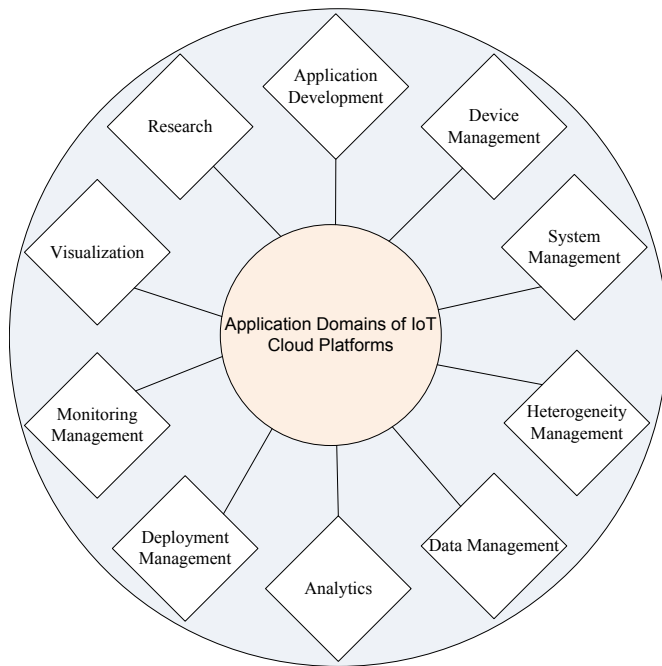 Application
Development
Device
Management
System
Management
Heterogeneity
Management
Data Management
Analytics
Deployment
Management
Monitoring
Management
Visualization
Research
Application Domains of IoT
Cloud Platforms